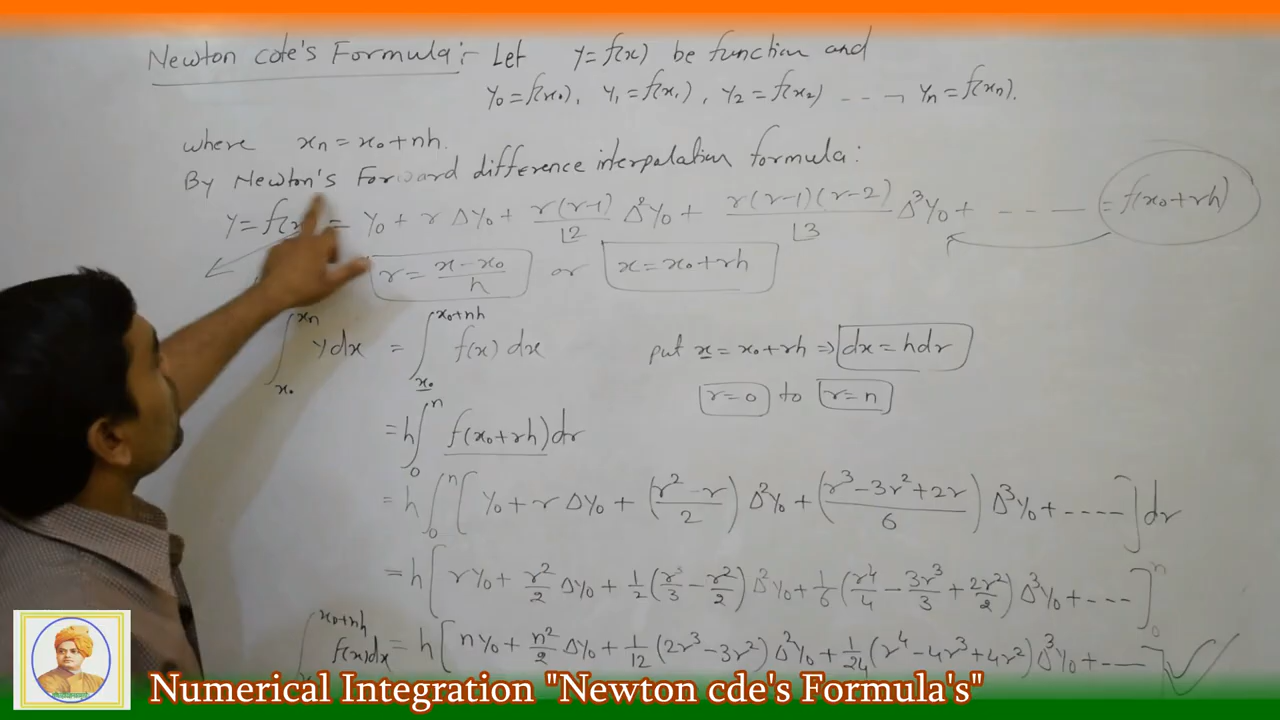 Newton cote's Formula :- Let y = f(x) be function and
y₀ = f(x₀), y₁ = f(x₁), y₂ = f(x₂) - - - yₙ = f(xₙ).
where xₙ = x₀ + nh.
By Newton's Forward difference interpolation formula :
y = f(x) = y₀ + r Δy₀ + r(r-1)/⌊2 Δ²y₀ + r(r-1)(r-2)/⌊3 Δ³y₀ + - - - = f(x₀+rh)
r = (x - x₀)/h or x = x₀ + rh
∫_{x₀}^{xₙ} y dx = ∫_{x₀}^{x₀+nh} f(x) dx put x = x₀ + rh ⇒ dx = hdr
r = 0 to r = n
= h ∫_0^n f(x₀+rh) dr
= h ∫_0^n [ y₀ + r Δy₀ + ((r² - r)/2) Δ²y₀ + ((r³ - 3r² + 2r)/6) Δ³y₀ + - - - - ] dr
= h [ r y₀ + r²/2 Δy₀ + 1/2 (r³/3 - r²/2) Δ²y₀ + 1/6 (r⁴/4 - 3r³/3 + 2r²/2) Δ³y₀ + - - - ]_0^n
∫^{x₀+nh} f(x)dx = h [ n y₀ + n²/2 Δy₀ + 1/12 (2r³ - 3r²) Δ²y₀ + 1/24 (r⁴ - 4r³ + 4r²) Δ³y₀ + - - - ]
Numerical Integration "Newton cde's Formula's"